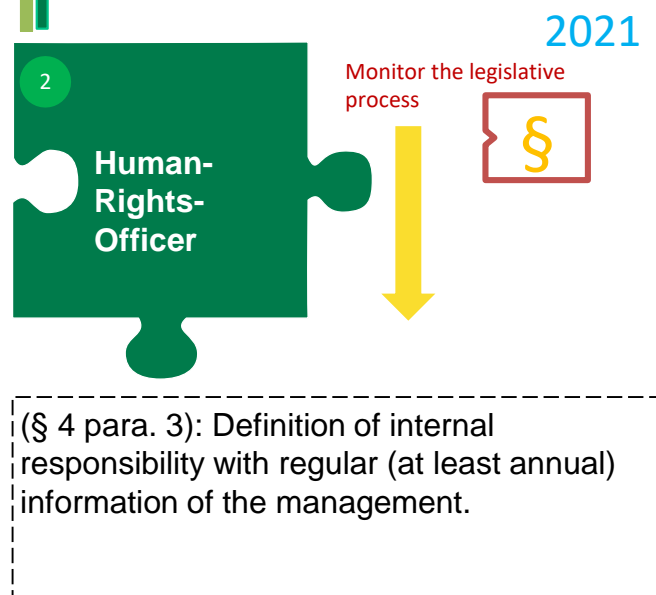 2021
2
Monitor the legislative
process
§
Human-
Rights-
Officer
(§ 4 para. 3): Definition of internal
responsibility with regular (at least annual)
information of the management.